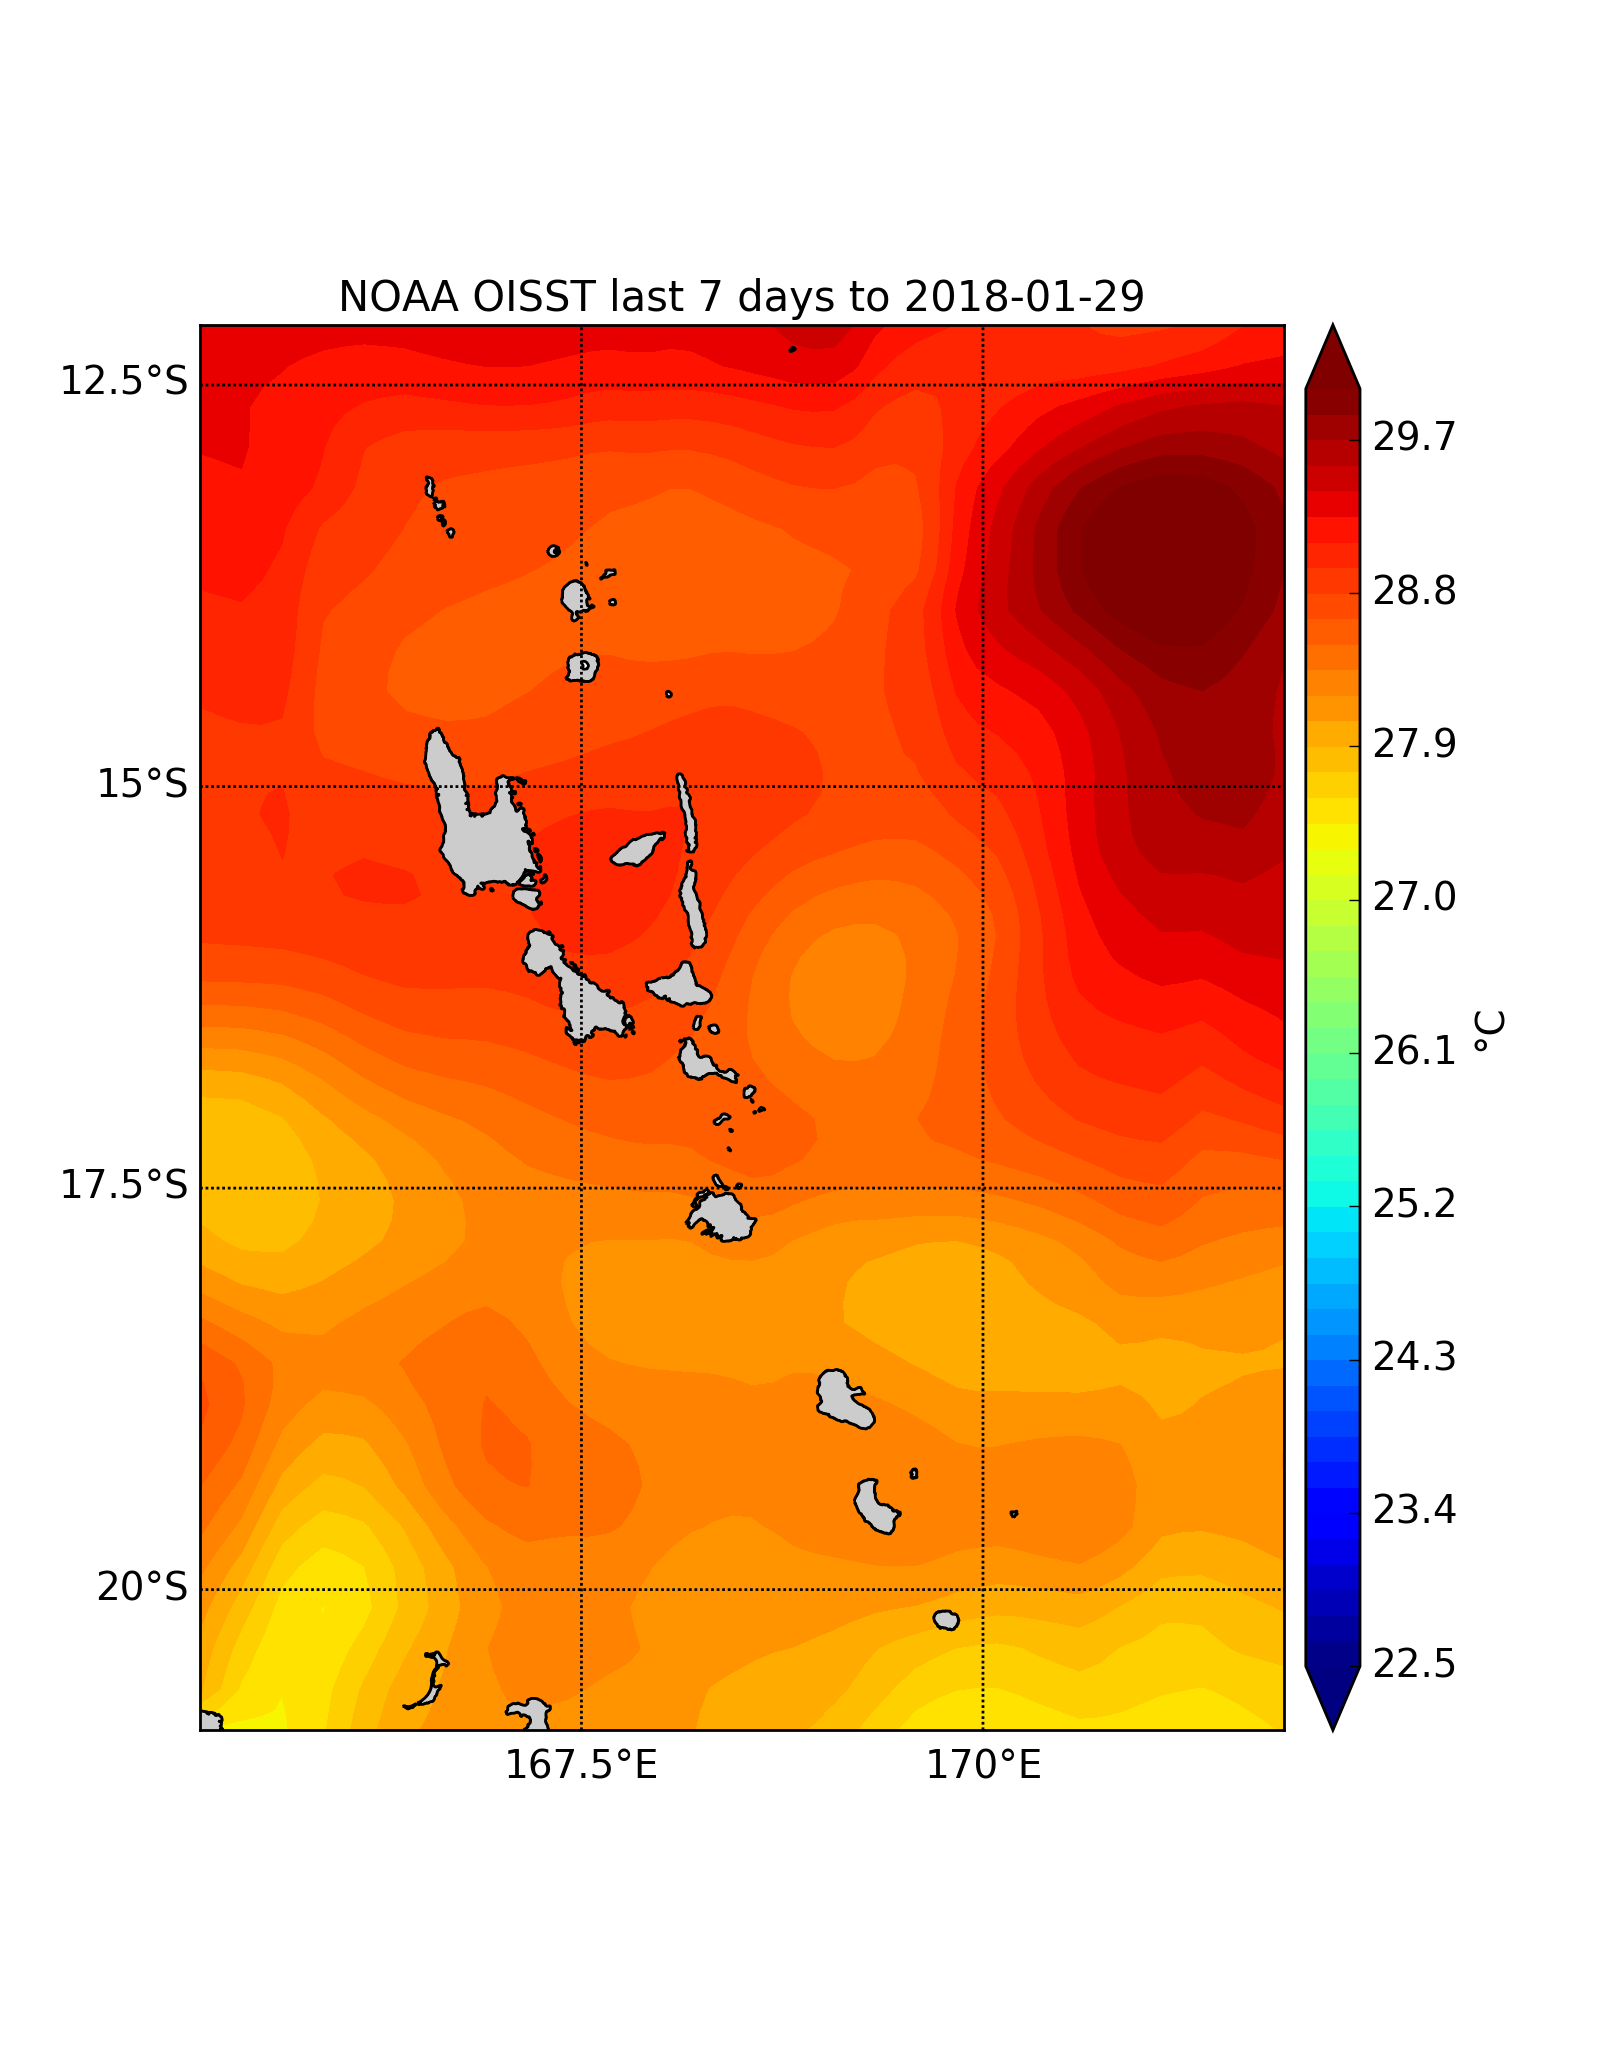 NOAA OISST last 7 days to 2018-01-29
12.5°S
15°S
17.5°S
20°S
167.5°E
170°E
29.7
28.8
27.9
27.0
26.1
25.2
24.3
23.4
22.5
°C